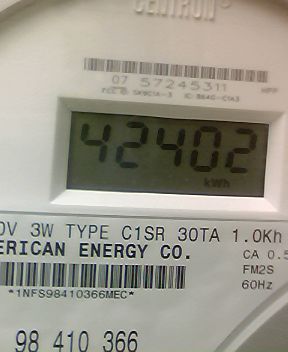 CENTRON®
07 57245311
HPP
42402
kWh
0V 3W TYPE C1SR 30TA 1.0Kh
ERICAN ENERGY CO.
CA 0.5
FM2S
60Hz
*1NFS98410366MEC*
98 410 366